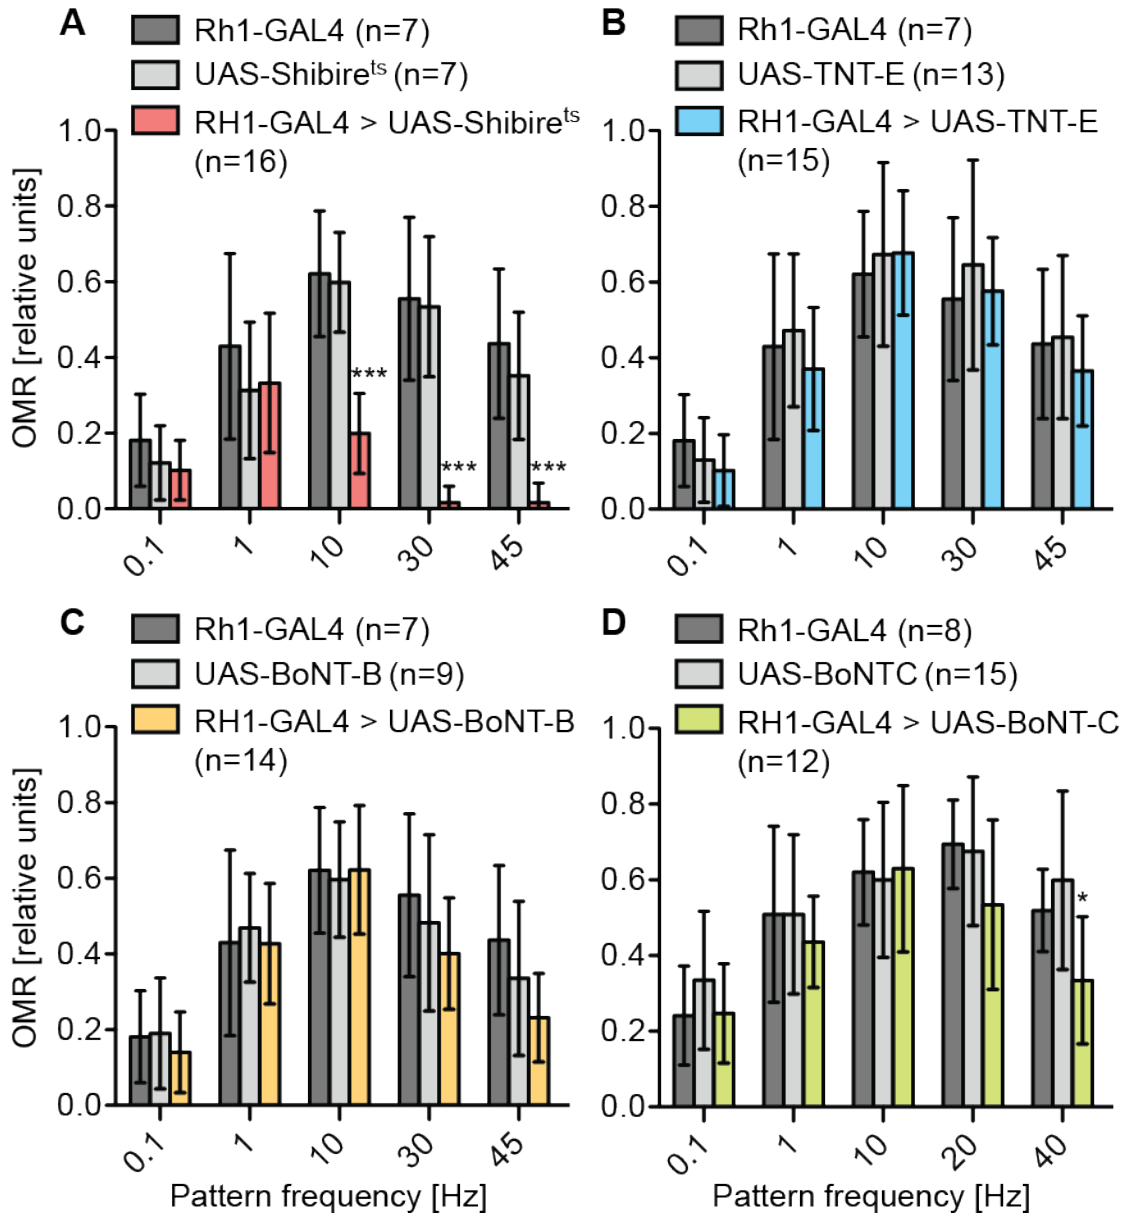 A
Rh1-GAL4 (n=7)
UAS-Shibireᵗˢ (n=7)
RH1-GAL4 > UAS-Shibireᵗˢ
(n=16)
OMR [relative units]
1.0
0.8
0.6
0.4
0.2
0.0
***
***
***
0.1
1
10
30
45
B
Rh1-GAL4 (n=7)
UAS-TNT-E (n=13)
RH1-GAL4 > UAS-TNT-E
(n=15)
1.0
0.8
0.6
0.4
0.2
0.0
0.1
1
10
30
45
C
Rh1-GAL4 (n=7)
UAS-BoNT-B (n=9)
RH1-GAL4 > UAS-BoNT-B
(n=14)
OMR [relative units]
1.0
0.8
0.6
0.4
0.2
0.0
0.1
1
10
30
45
Pattern frequency [Hz]
D
Rh1-GAL4 (n=8)
UAS-BoNTC (n=15)
RH1-GAL4 > UAS-BoNT-C
(n=12)
1.0
0.8
0.6
0.4
0.2
0.0
*
0.1
1
10
20
40
Pattern frequency [Hz]